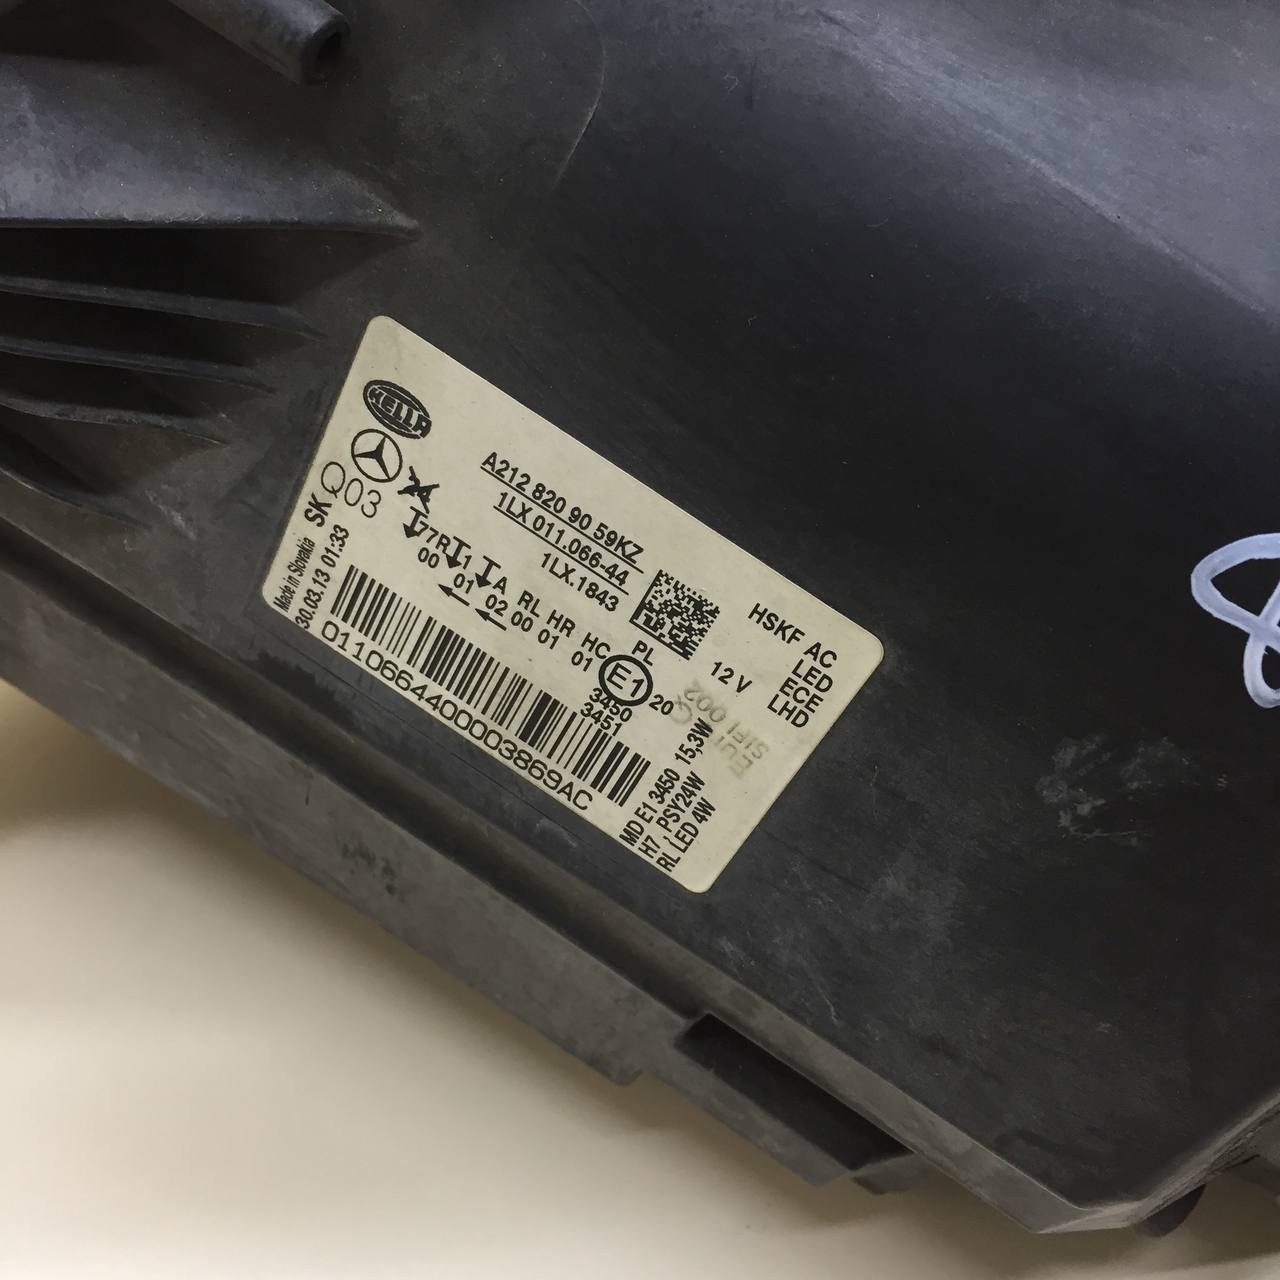 HELLA
A212 820 90 59KZ
1LX 011.066-44
1LX.1843
Q03
SK
Made in Slovakia
30.03.13 01:33
77R 1 A RL HR HC PL
00 01 02 00 01 01
E1 20
3450
3451
12 V
HSKF AC
LED
ECE
LHD
01106644000003869AC
MD E1 3450 15,3W
H7 / PSY24W
RL LED 4W